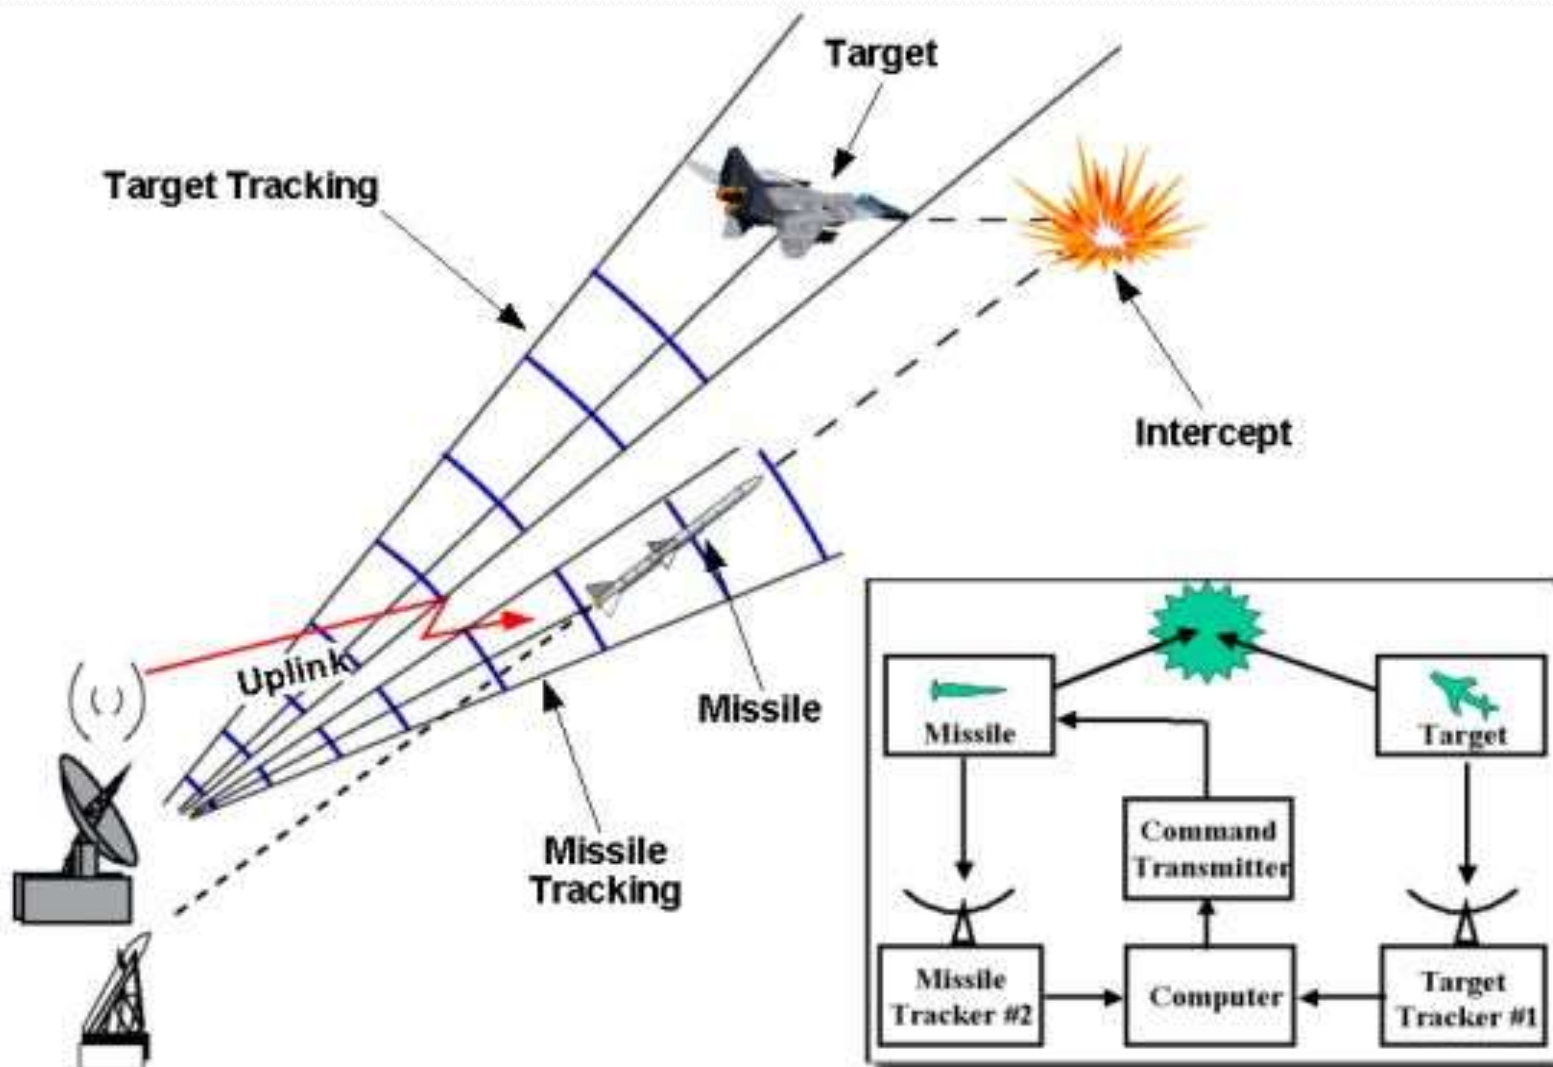 Target
Target Tracking
Intercept
Uplink
Missile
Missile
Tracking
Missile
Target
Command
Transmitter
Missile
Tracker #2
Computer
Target
Tracker #1